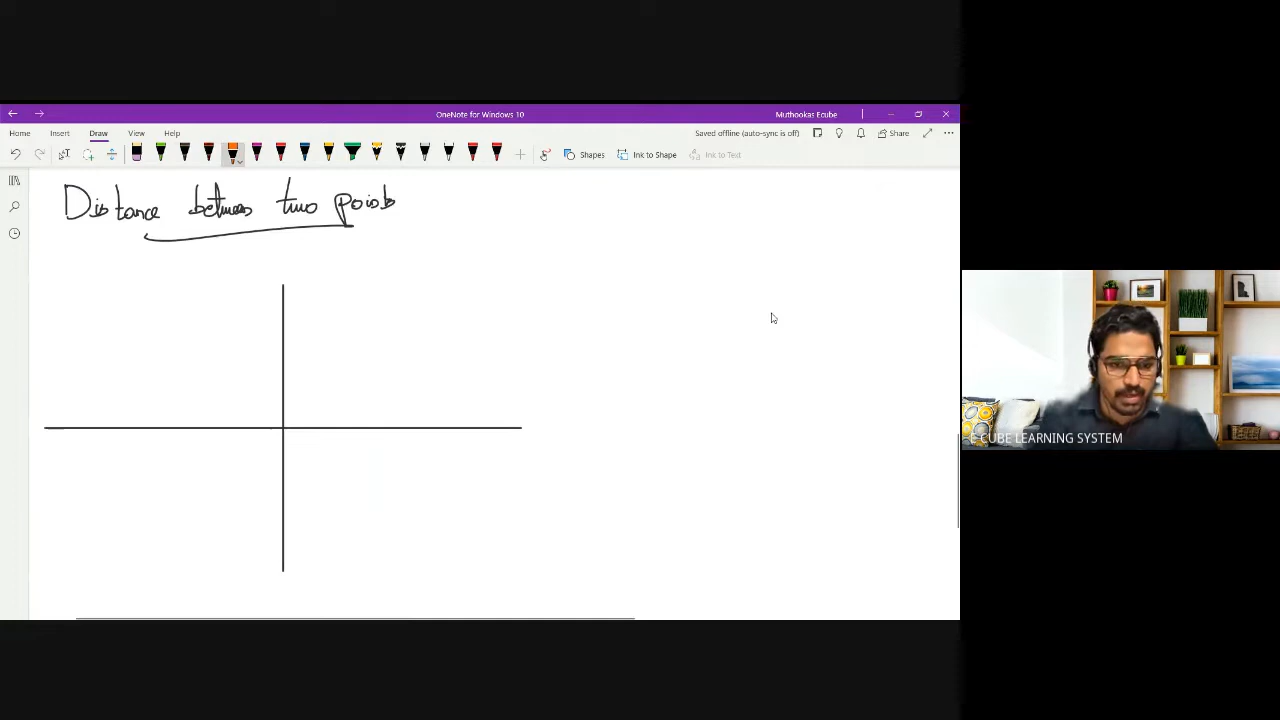 OneNote for Windows 10
Muthookas Ecube
Home Insert Draw View Help
Saved offline (auto-sync is off)
Share
Shapes
Ink to Shape
Ink to Text
Distance between two points
E CUBE LEARNING SYSTEM